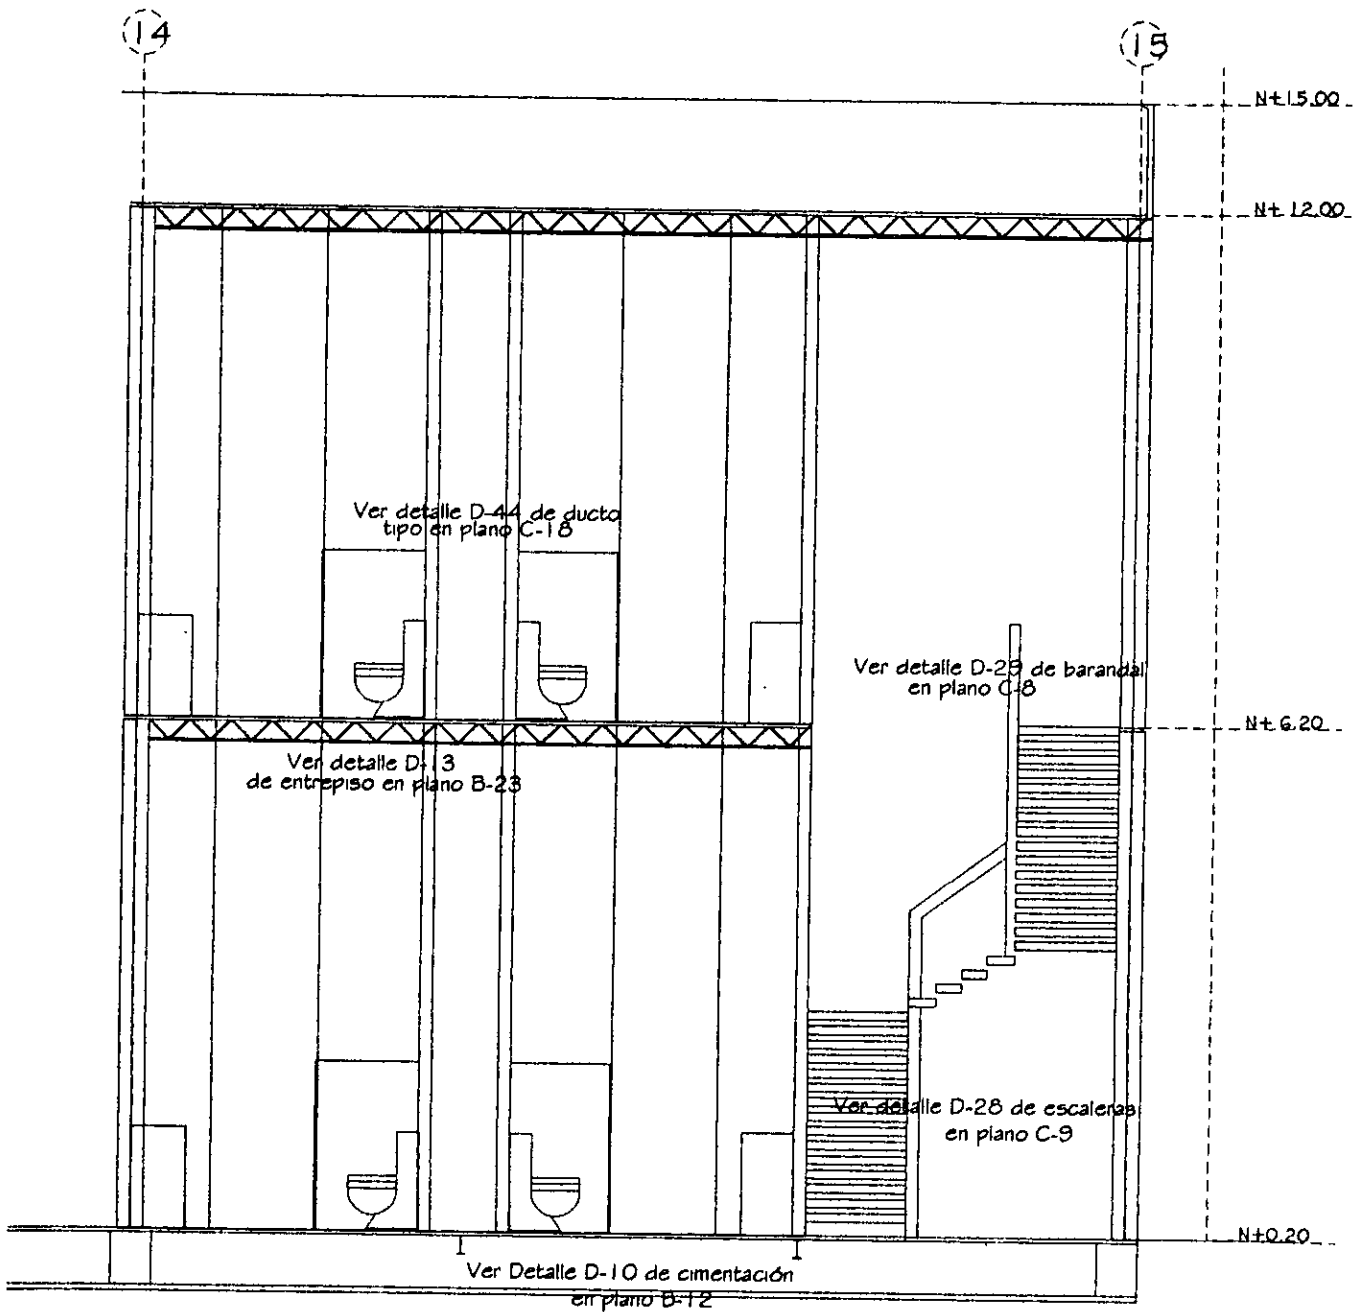 14
15
N+15.00
N+ 12.00
Ver detalle D-44 de ducto
tipo en plano C-18
Ver detalle D-29 de barandal
en plano C-8
N+ 6.20
Ver detalle D-13
de entrepiso en plano B-23
Ver detalle D-28 de escaleras
en plano C-9
N+0.20
Ver Detalle D-10 de cimentación
en plano B-12